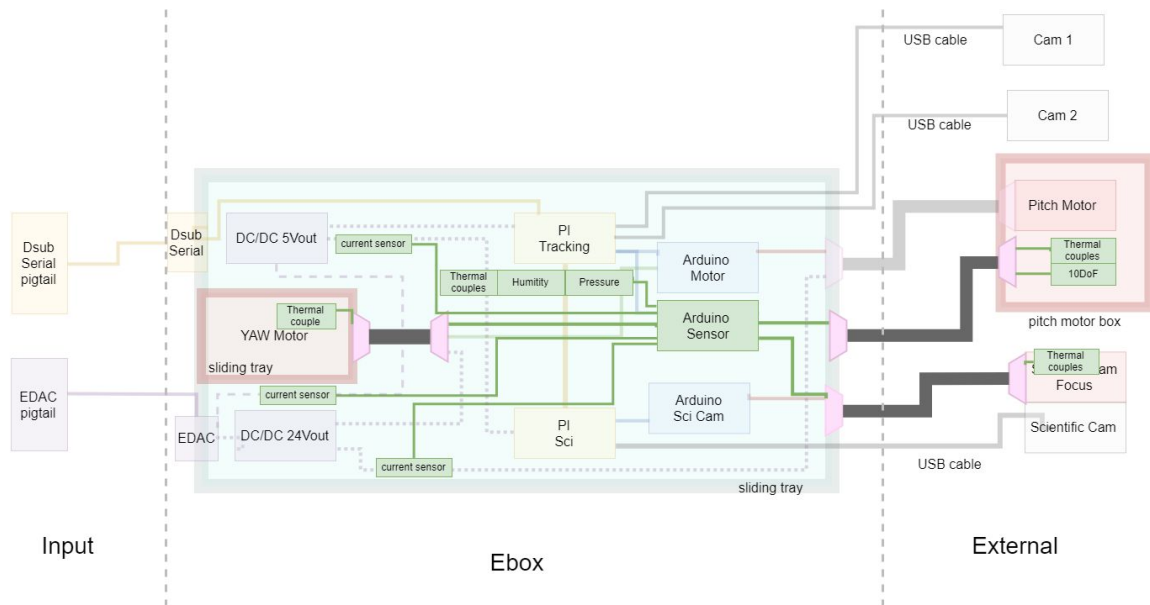 USB cable
Cam 1
USB cable
Cam 2
Dsub
Serial
pigtail
Dsub
Serial
DC/DC 5Vout
current sensor
PI
Tracking
Thermal
couples
Humitity
Pressure
Arduino
Motor
Pitch Motor
Thermal
couples
10DoF
pitch motor box
Thermal
couple
YAW Motor
sliding tray
Arduino
Sensor
EDAC
pigtail
EDAC
current sensor
DC/DC 24Vout
current sensor
PI
Sci
Arduino
Sci Cam
Thermal
couples
Focus
Scientific Cam
USB cable
sliding tray
Input
Ebox
External